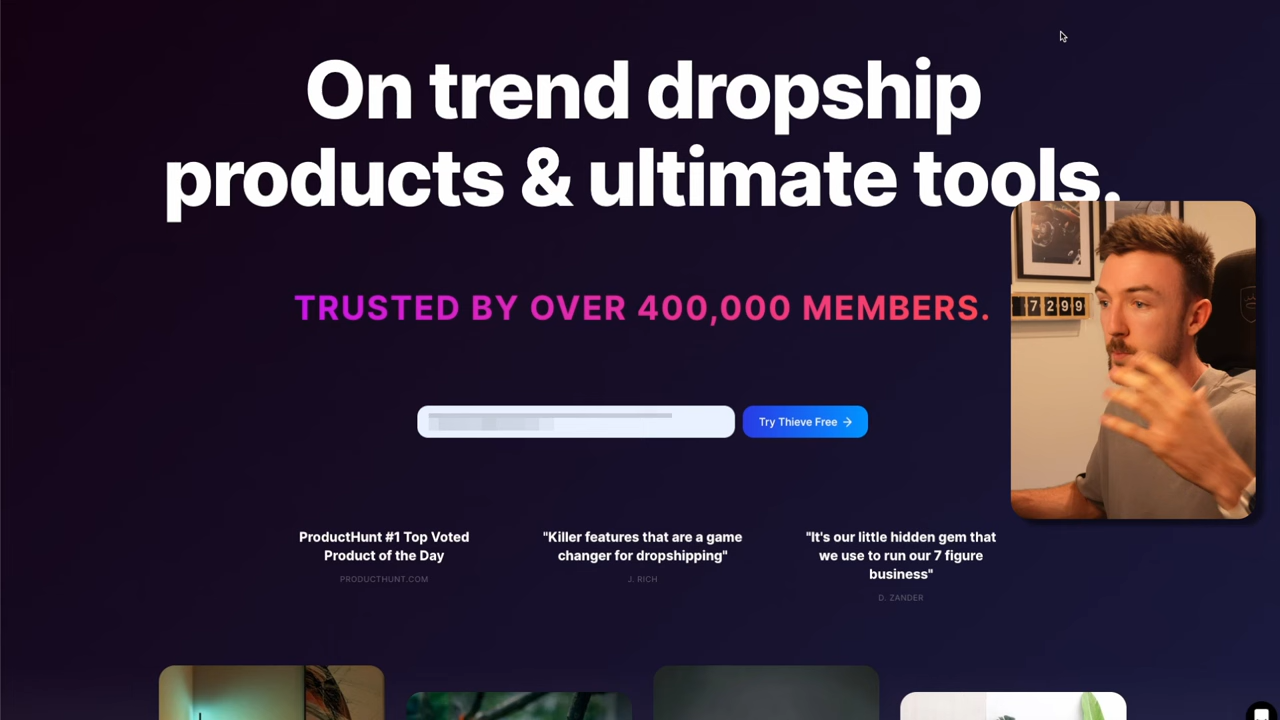 On trend dropship
products & ultimate tools.
TRUSTED BY OVER 400,000 MEMBERS.
Try Thieve Free →
ProductHunt #1 Top Voted
Product of the Day
PRODUCTHUNT.COM
"Killer features that are a game
changer for dropshipping"
J. RICH
"It's our little hidden gem that
we use to run our 7 figure
business"
D. ZANDER
7299